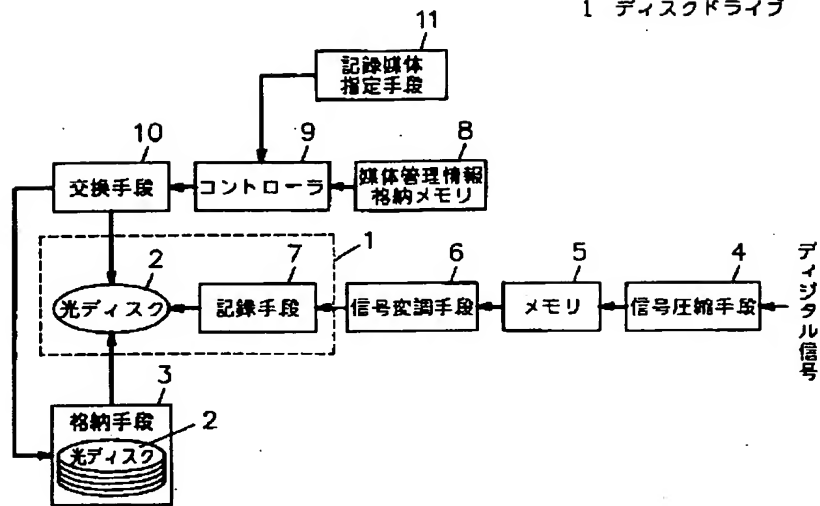 1 ディスクドライブ
11
記録媒体
指定手段
10
9
8
交換手段
コントローラ
媒体管理情報
格納メモリ
1
2
7
6
5
4
光ディスク
記録手段
信号変調手段
メモリ
信号圧縮手段
ディジタル信号
3
格納手段
2
光ディスク